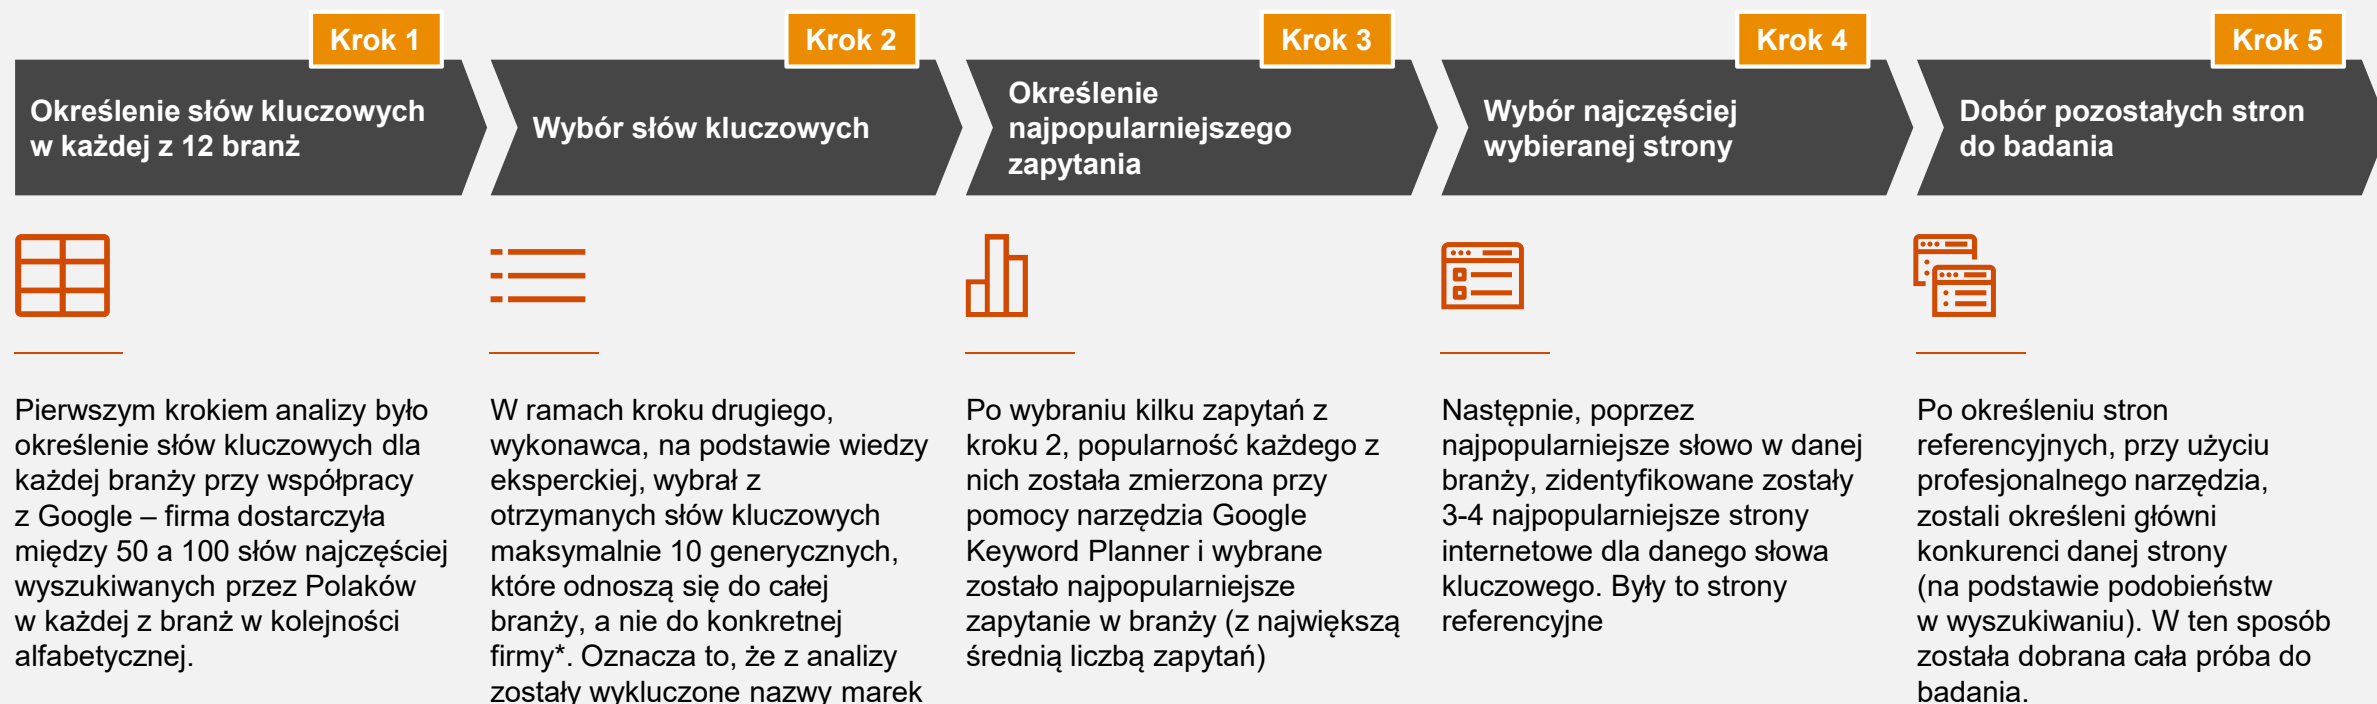 Krok 1
Określenie słów kluczowych
w każdej z 12 branż
Pierwszym krokiem analizy było
określenie słów kluczowych dla
każdej branży przy współpracy
z Google – firma dostarczyła
między 50 a 100 słów najczęściej
wyszukiwanych przez Polaków
w każdej z branż w kolejności
alfabetycznej.
Krok 2
Wybór słów kluczowych
W ramach kroku drugiego,
wykonawca, na podstawie wiedzy
eksperckiej, wybrał z
otrzymanych słów kluczowych
maksymalnie 10 generycznych,
które odnoszą się do całej
branży, a nie do konkretnej
firmy*. Oznacza to, że z analizy
zostały wykluczone nazwy marek
Krok 3
Określenie
najpopularniejszego
zapytania
Po wybraniu kilku zapytań z
kroku 2, popularność każdego z
nich została zmierzona przy
pomocy narzędzia Google
Keyword Planner i wybrane
zostało najpopularniejsze
zapytanie w branży (z największą
średnią liczbą zapytań)
Krok 4
Wybór najczęściej
wybieranej strony
Następnie, poprzez
najpopularniejsze słowo w danej
branży, zidentyfikowane zostały
3-4 najpopularniejsze strony
internetowe dla danego słowa
kluczowego. Były to strony
referencyjne
Krok 5
Dobór pozostałych stron
do badania
Po określeniu stron
referencyjnych, przy użyciu
profesjonalnego narzędzia,
zostali określeni główni
konkurenci danej strony
(na podstawie podobieństw
w wyszukiwaniu). W ten sposób
została dobrana cała próba do
badania.